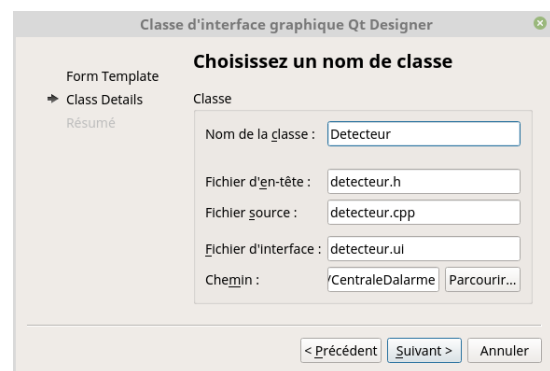 Classe d'interface graphique Qt Designer
Form Template
Class Details
Résumé
Choisissez un nom de classe
Classe
Nom de la classe :
Detecteur
Fichier d'en-tête :
detecteur.h
Fichier source :
detecteur.cpp
Fichier d'interface :
detecteur.ui
Chemin :
/CentraleDalarme
Parcourir...
< Précédent
Suivant >
Annuler